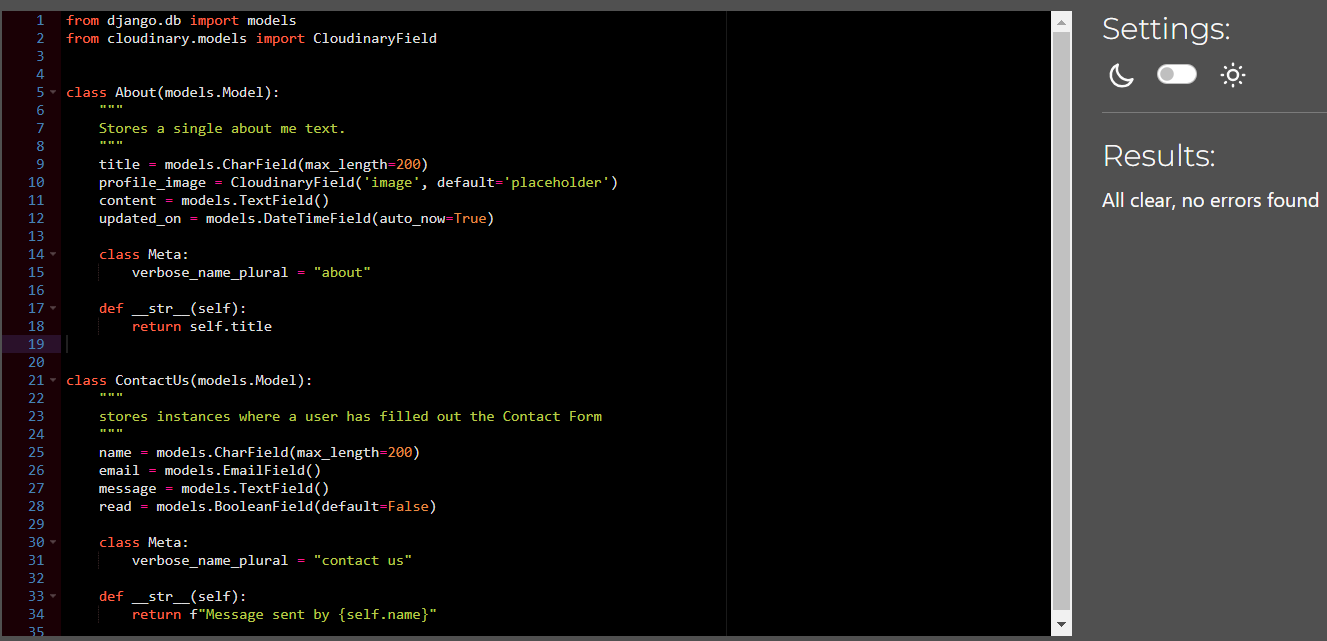 1 from django.db import models
2 from cloudinary.models import CloudinaryField
3
4
5 class About(models.Model):
6     """
7     Stores a single about me text.
8     """
9     title = models.CharField(max_length=200)
10     profile_image = CloudinaryField('image', default='placeholder')
11     content = models.TextField()
12     updated_on = models.DateTimeField(auto_now=True)
13
14     class Meta:
15         verbose_name_plural = "about"
16
17     def __str__(self):
18         return self.title
19
20
21 class ContactUs(models.Model):
22     """
23     stores instances where a user has filled out the Contact Form
24     """
25     name = models.CharField(max_length=200)
26     email = models.EmailField()
27     message = models.TextField()
28     read = models.BooleanField(default=False)
29
30     class Meta:
31         verbose_name_plural = "contact us"
32
33     def __str__(self):
34         return f"Message sent by {self.name}"
35
Settings:
Results:
All clear, no errors found